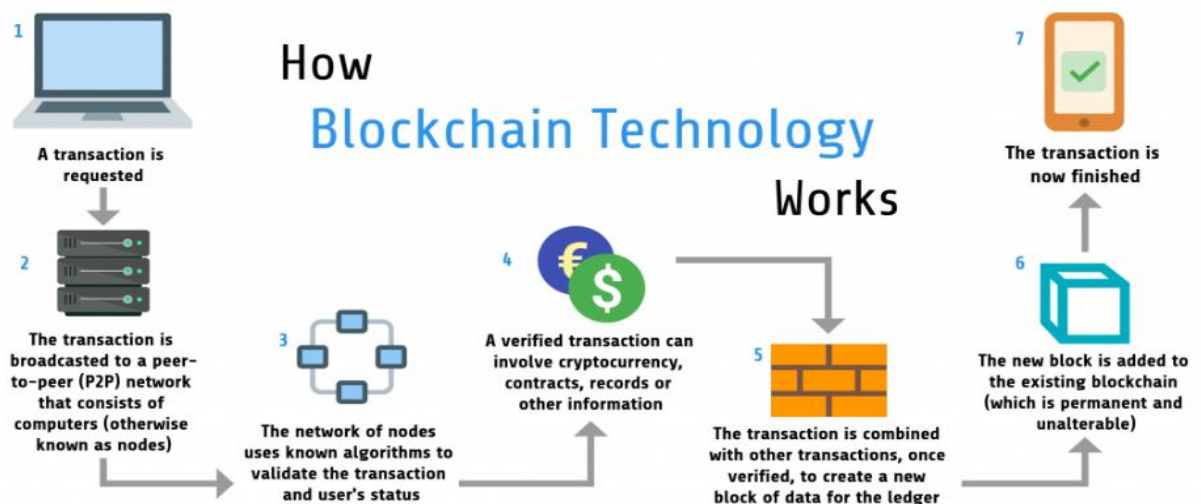 How
Blockchain Technology
Works
1
A transaction is
requested
2
The transaction is
broadcasted to a peer-
to-peer (P2P) network
that consists of
computers (otherwise
known as nodes)
3
The network of nodes
uses known algorithms to
validate the transaction
and user's status
4
€
$
A verified transaction can
involve cryptocurrency,
contracts, records or
other information
5
The transaction is combined
with other transactions, once
verified, to create a new
block of data for the ledger
6
The new block is added to
the existing blockchain
(which is permanent and
unalterable)
7
The transaction is
now finished